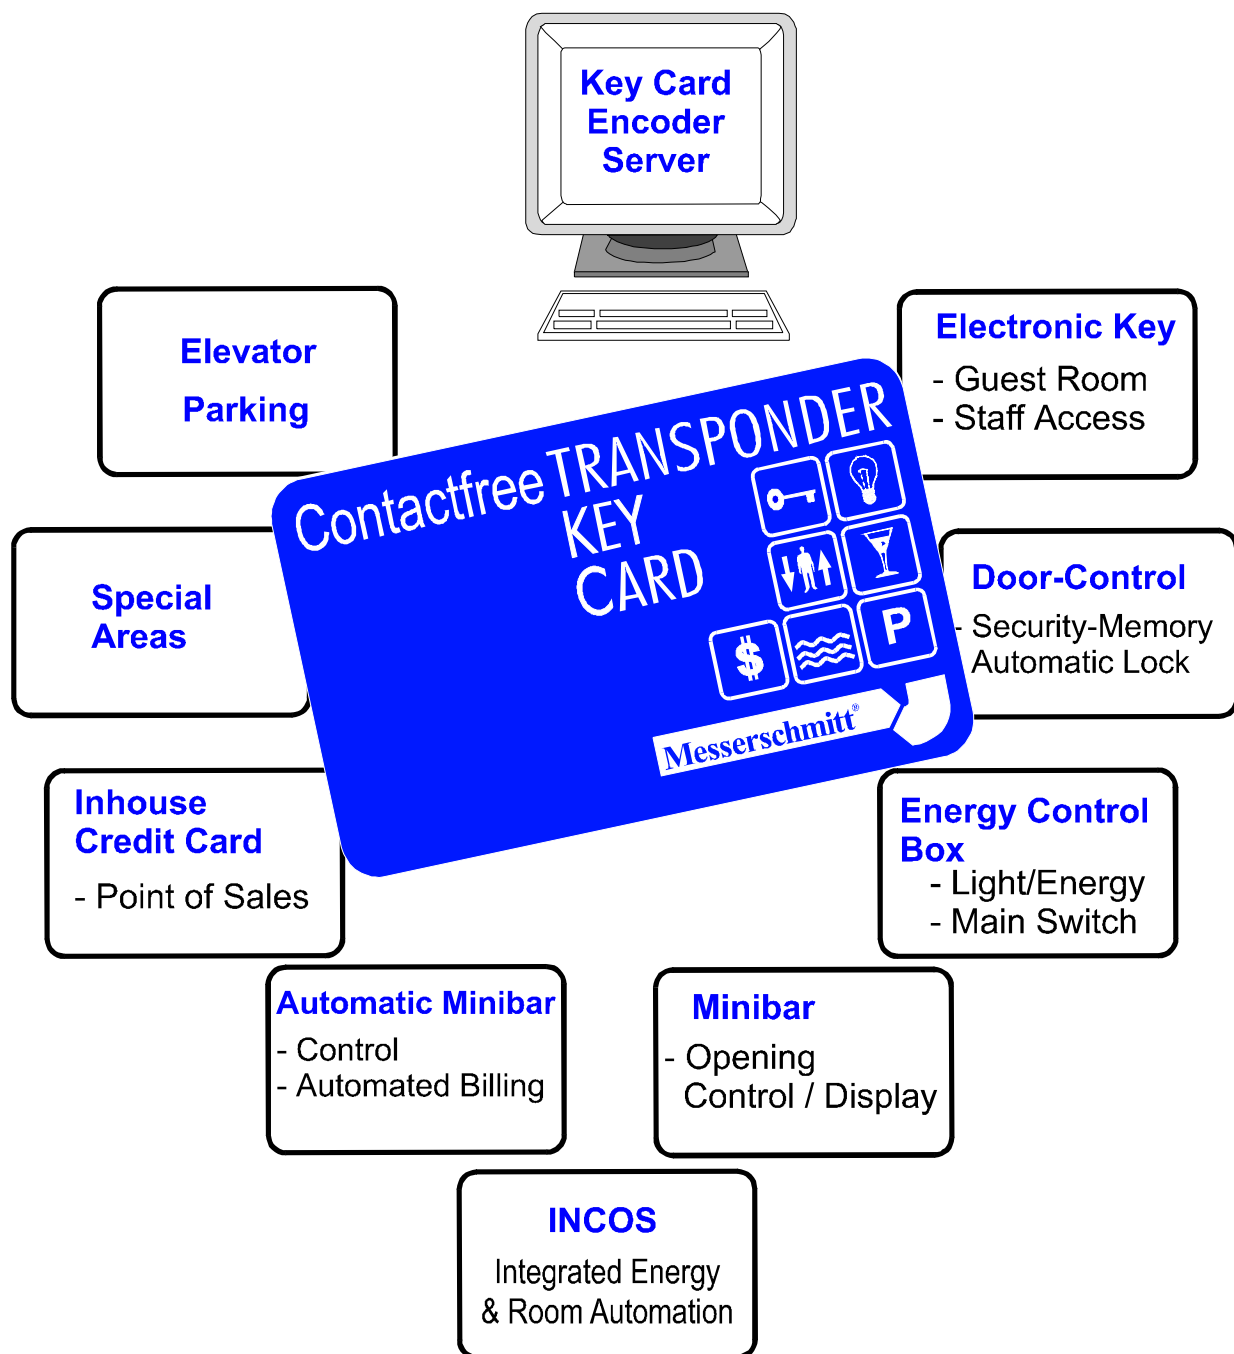 Key Card
Encoder
Server
Elevator
Parking
Electronic Key
- Guest Room
- Staff Access
Contactfree TRANSPONDER
KEY
CARD
Special
Areas
Door-Control
- Security-Memory
Automatic Lock
$
P
Messerschmitt®
Inhouse
Credit Card
- Point of Sales
Energy Control
Box
- Light/Energy
- Main Switch
Automatic Minibar
- Control
- Automated Billing
Minibar
- Opening
Control / Display
INCOS
Integrated Energy
& Room Automation